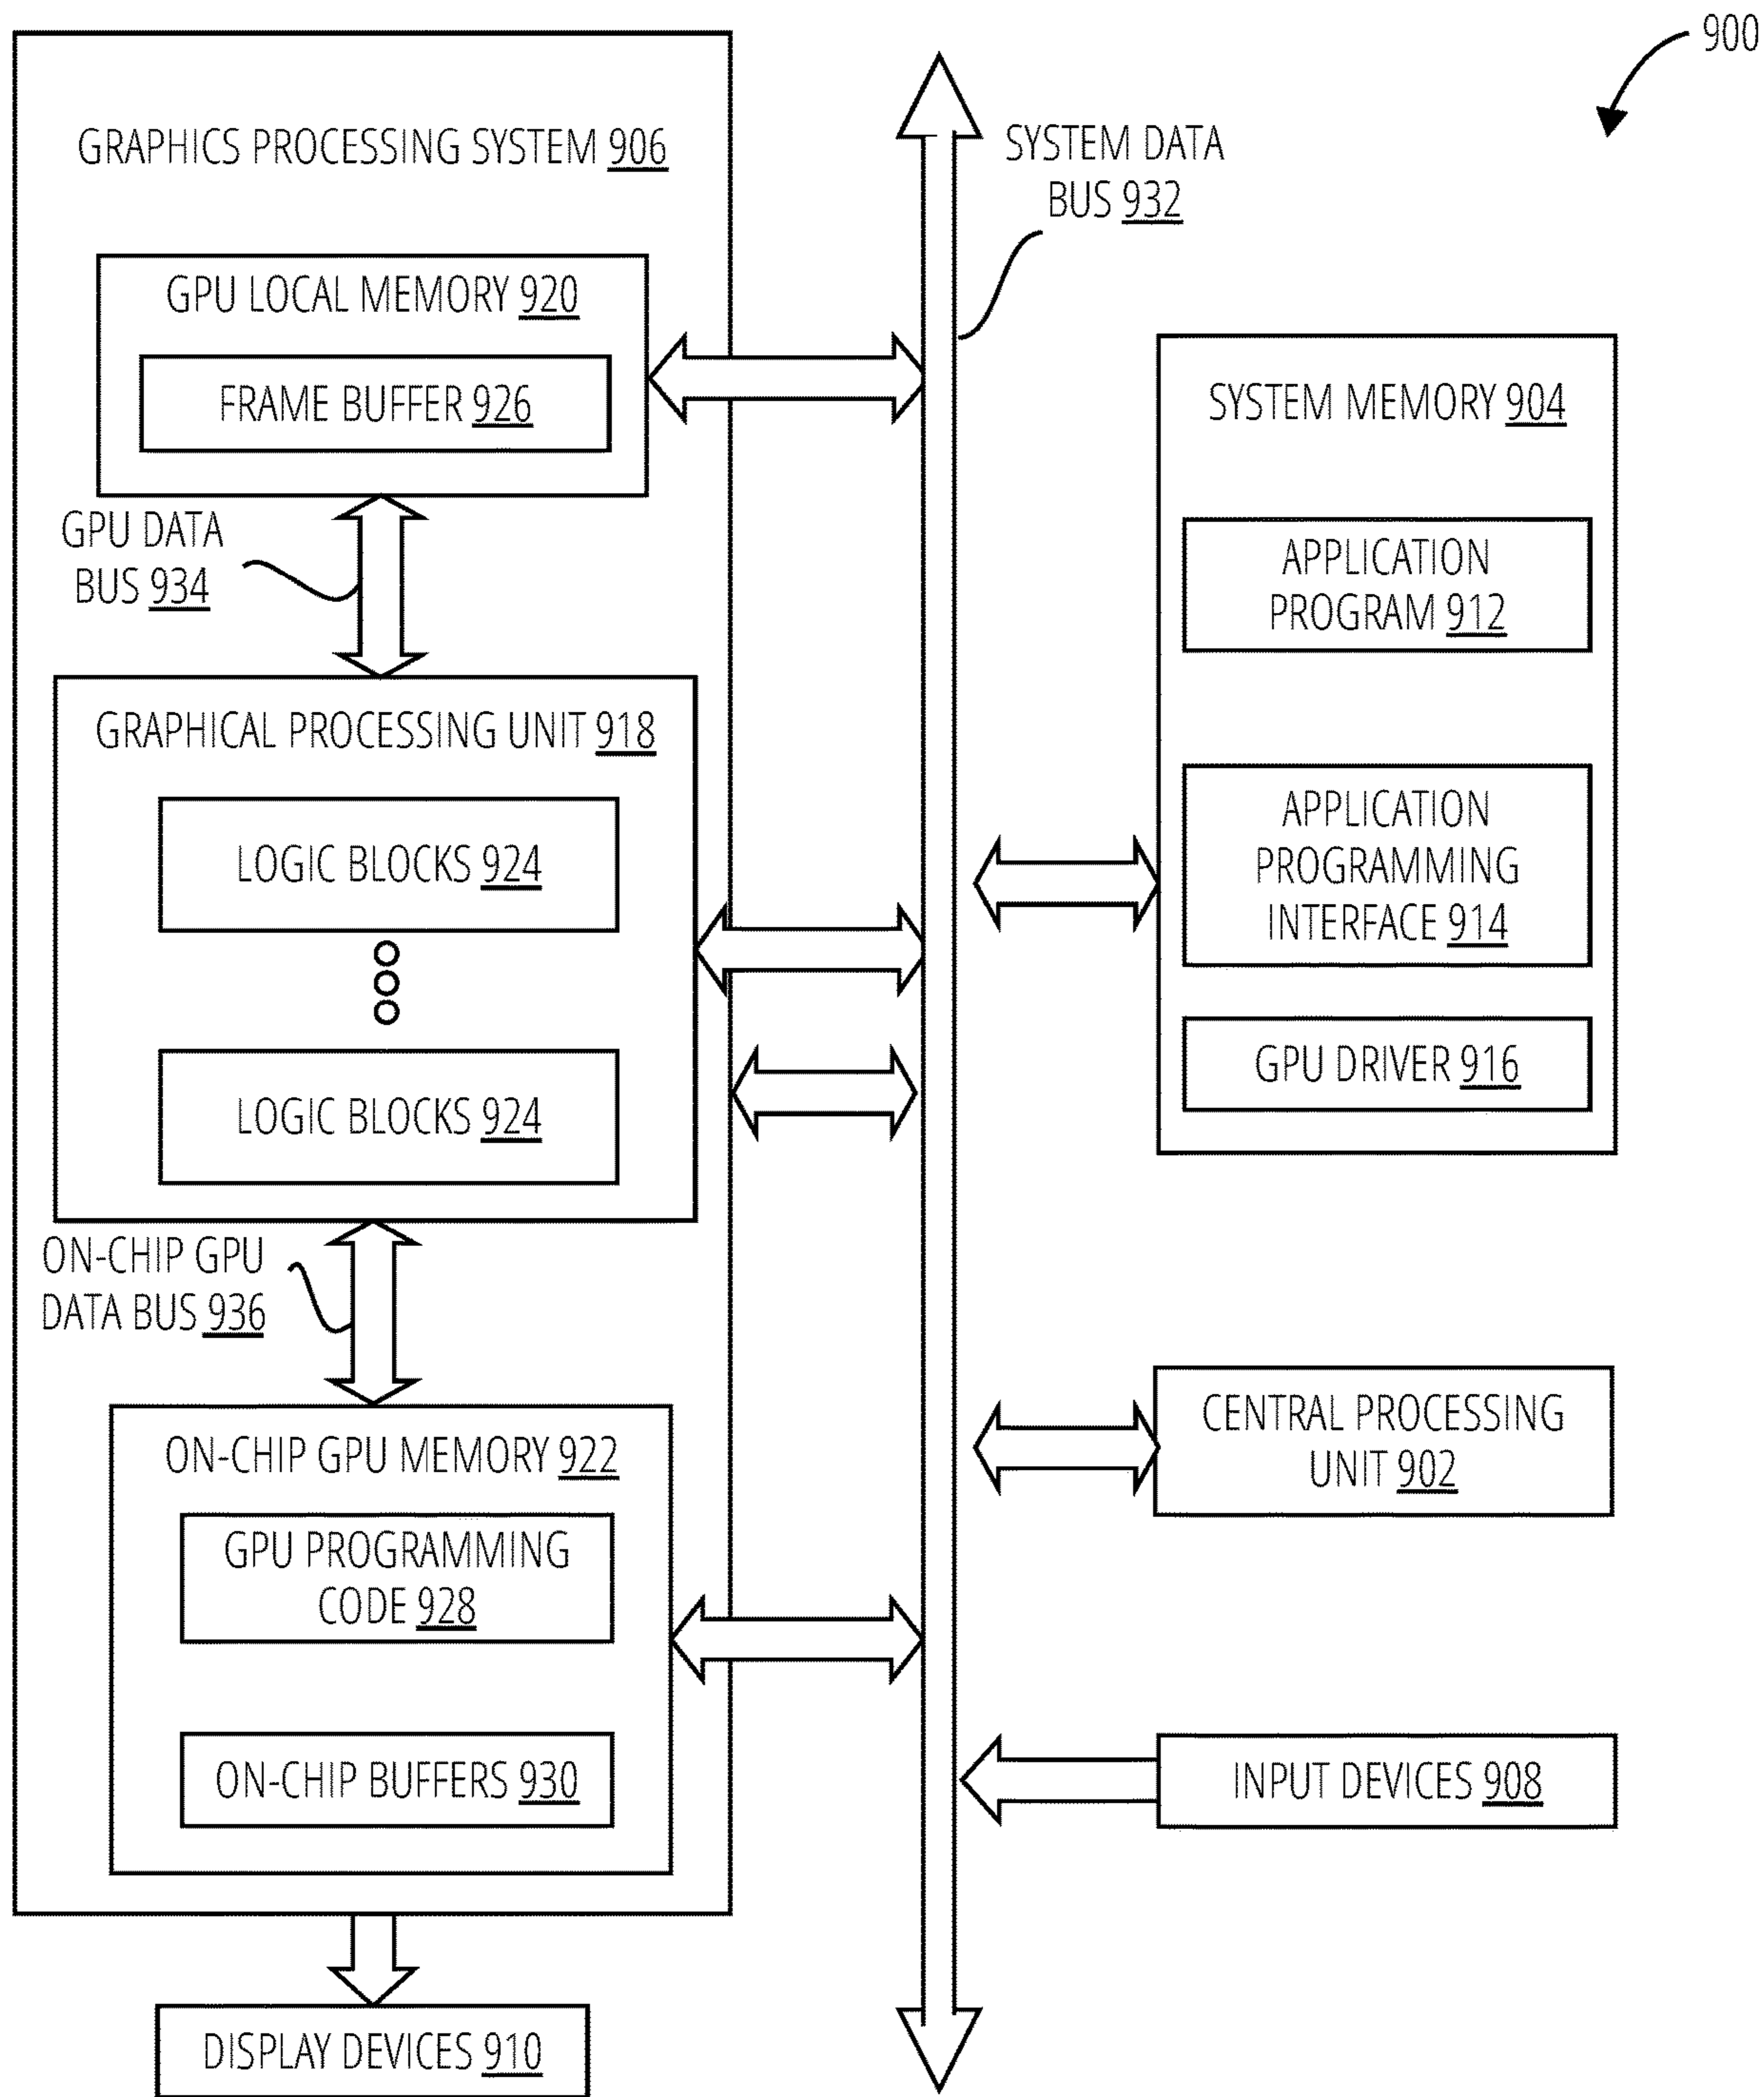 900
GRAPHICS PROCESSING SYSTEM 906
SYSTEM DATA
BUS 932
GPU LOCAL MEMORY 920
FRAME BUFFER 926
GPU DATA
BUS 934
GRAPHICAL PROCESSING UNIT 918
LOGIC BLOCKS 924
LOGIC BLOCKS 924
ON-CHIP GPU
DATA BUS 936
ON-CHIP GPU MEMORY 922
GPU PROGRAMMING
CODE 928
ON-CHIP BUFFERS 930
DISPLAY DEVICES 910
SYSTEM MEMORY 904
APPLICATION
PROGRAM 912
APPLICATION
PROGRAMMING
INTERFACE 914
GPU DRIVER 916
CENTRAL PROCESSING
UNIT 902
INPUT DEVICES 908